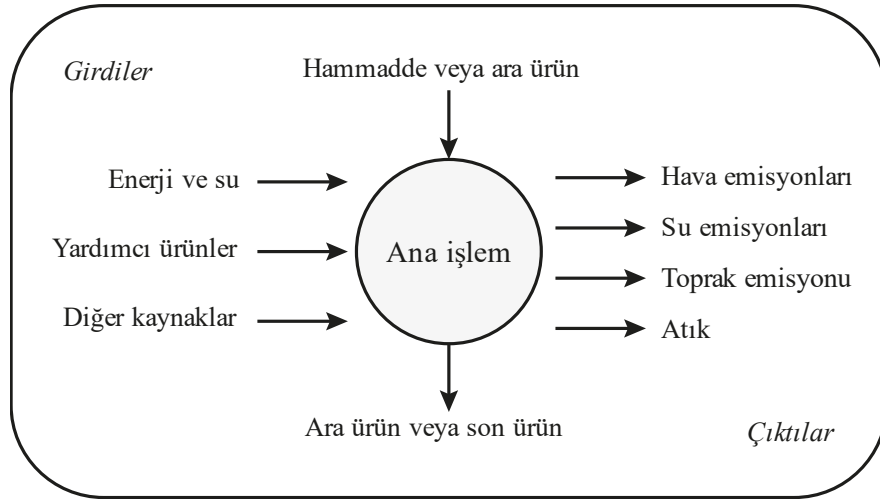 Girdiler
Hammadde veya ara ürün
Enerji ve su
Yardımcı ürünler
Diğer kaynaklar
Ana işlem
Hava emisyonları
Su emisyonları
Toprak emisyonu
Atık
Ara ürün veya son ürün
Çıktılar